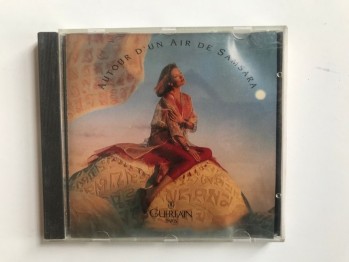 AUTOUR D'UN AIR DE SAMSARA
GUERLAIN
PARIS